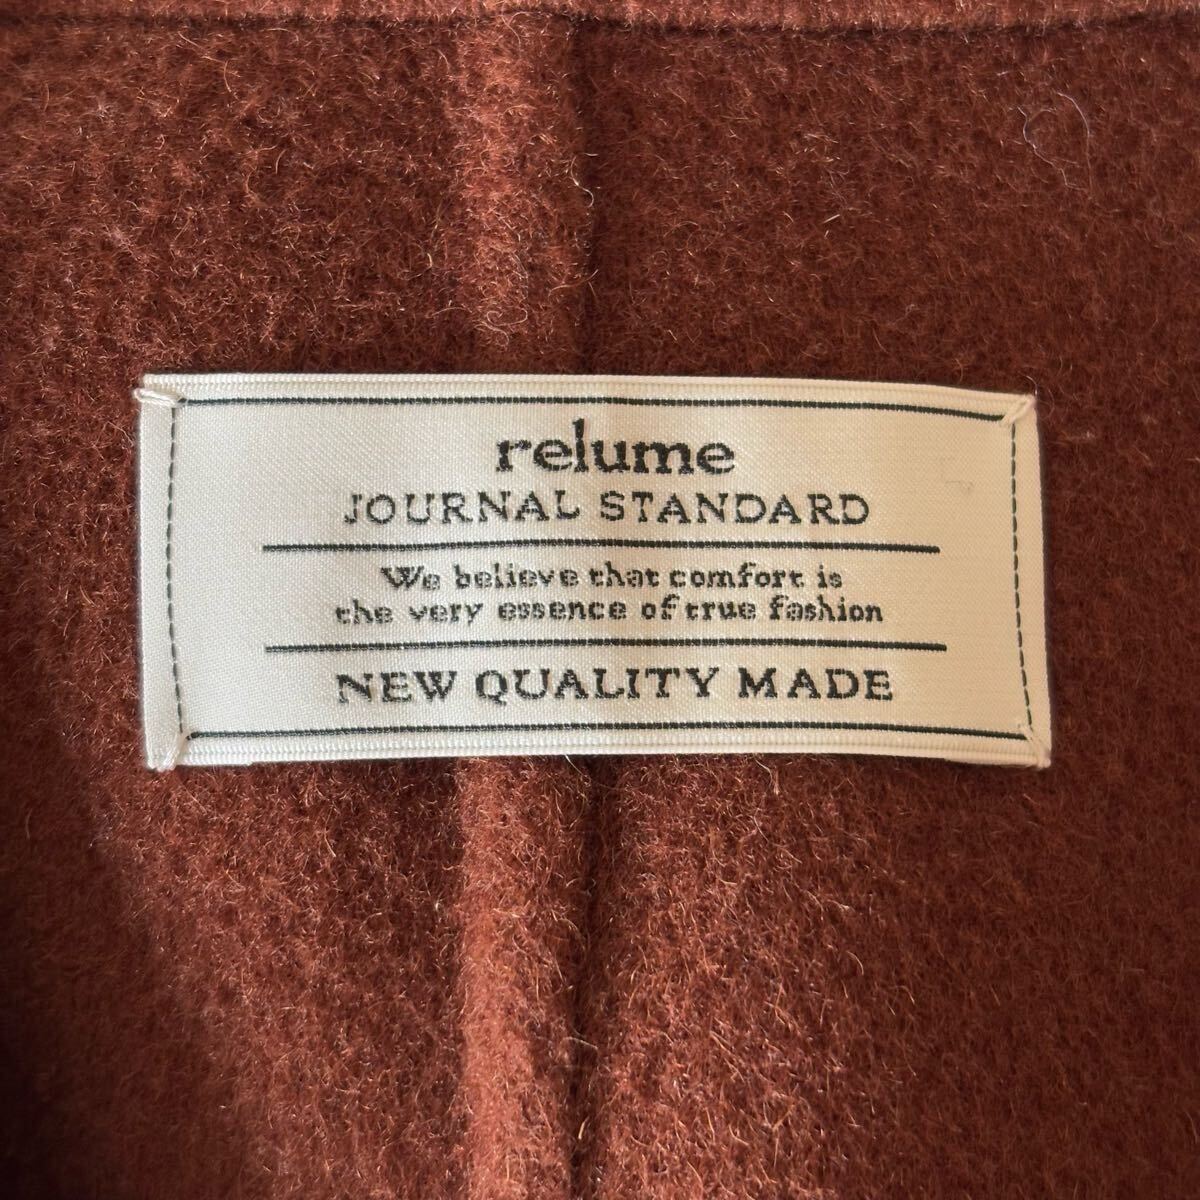 relume
JOURNAL STANDARD
We believe that comfort is
the very essence of true fashion
NEW QUALITY MADE